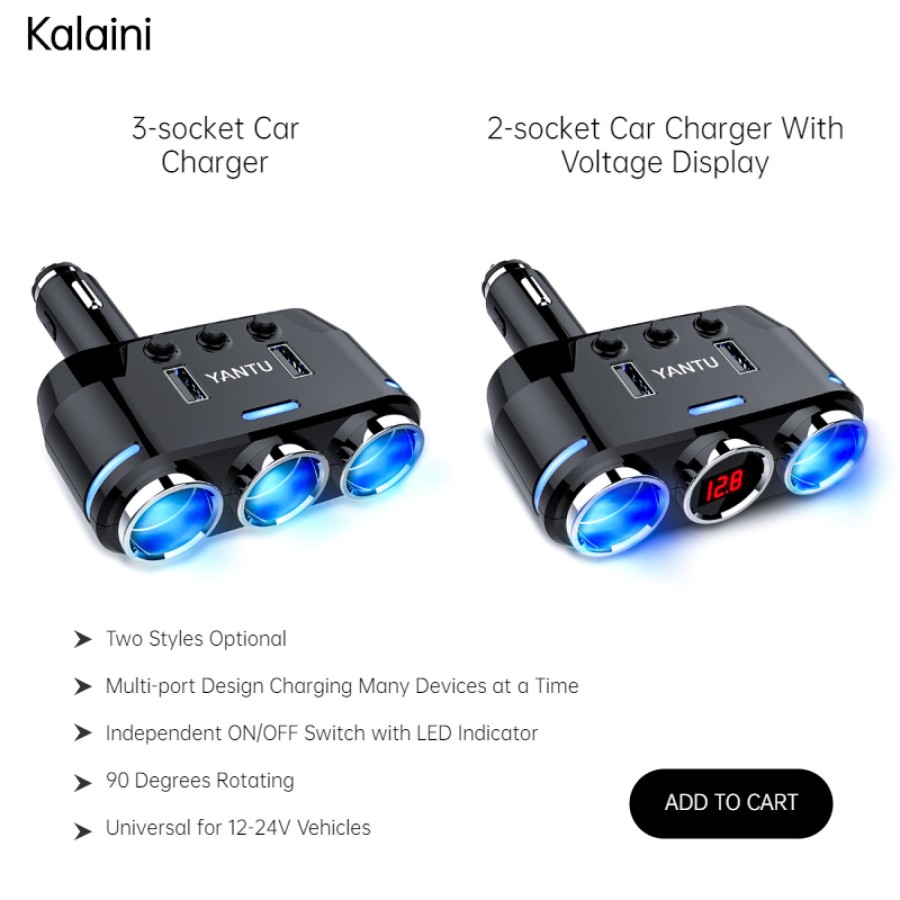 Kalaini
3-socket Car
Charger
2-socket Car Charger With
Voltage Display
YANTU
YANTU
12.8
Two Styles Optional
Multi-port Design Charging Many Devices at a Time
Independent ON/OFF Switch with LED Indicator
90 Degrees Rotating
Universal for 12-24V Vehicles
ADD TO CART